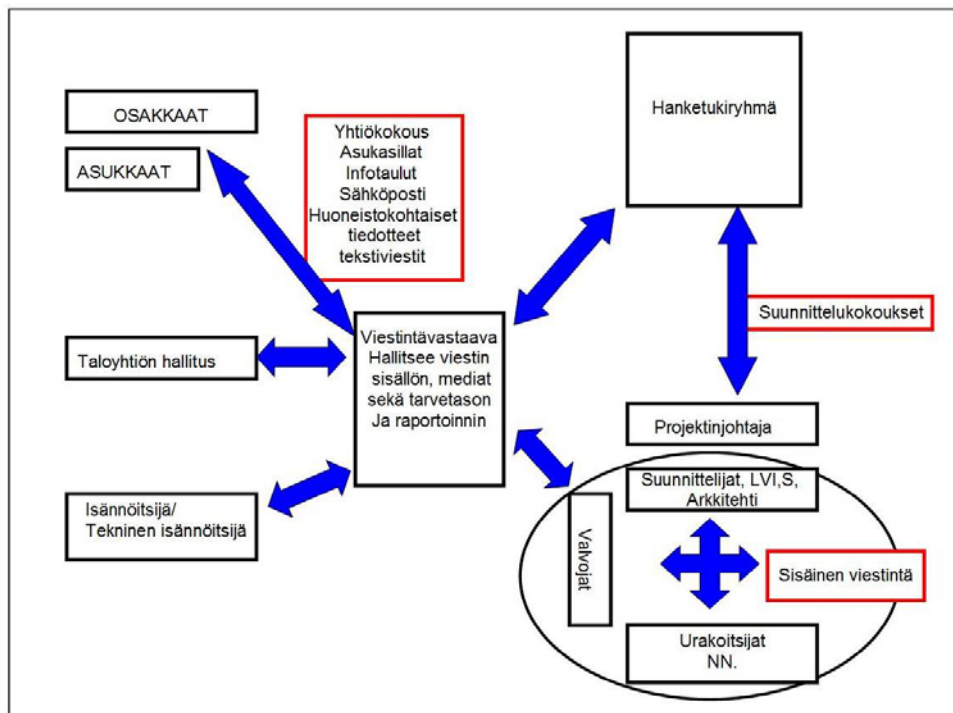 OSAKKAAT
ASUKKAAT
Yhtiökokous
Asukasillat
Infotaulut
Sähköposti
Huoneistokohtaiset
tiedotteet
tekstiviestit
Hanketukiryhmä
Suunnittelukokoukset
Taloyhtiön hallitus
Viestintävastaava
Hallitsee viestin
sisällön, mediat
sekä tarvetason
Ja raportoinnin
Projektinjohtaja
Isännöitsijä/
Tekninen isännöitsijä
Suunnittelijat, LVI,S,
Arkkitehti
Valvojat
Sisäinen viestintä
Urakoitsijat
NN.